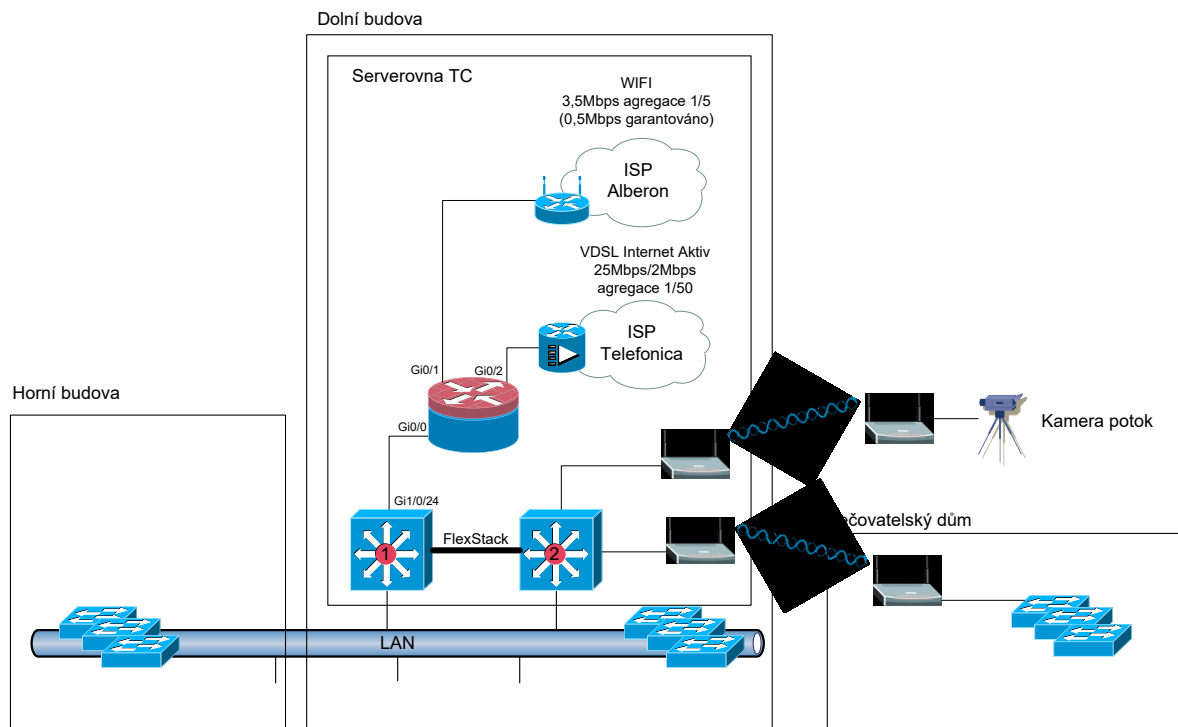 Dolní budova
Serverovna TC
WIFI
3,5Mbps agregace 1/5
(0,5Mbps garantováno)
ISP
Alberon
VDSL Internet Aktiv
25Mbps/2Mbps
agregace 1/50
ISP
Telefonica
Gi0/1
Gi0/2
Horní budova
Gi0/0
Kamera potok
Gi1/0/24
FlexStack
1
2
dům
LAN